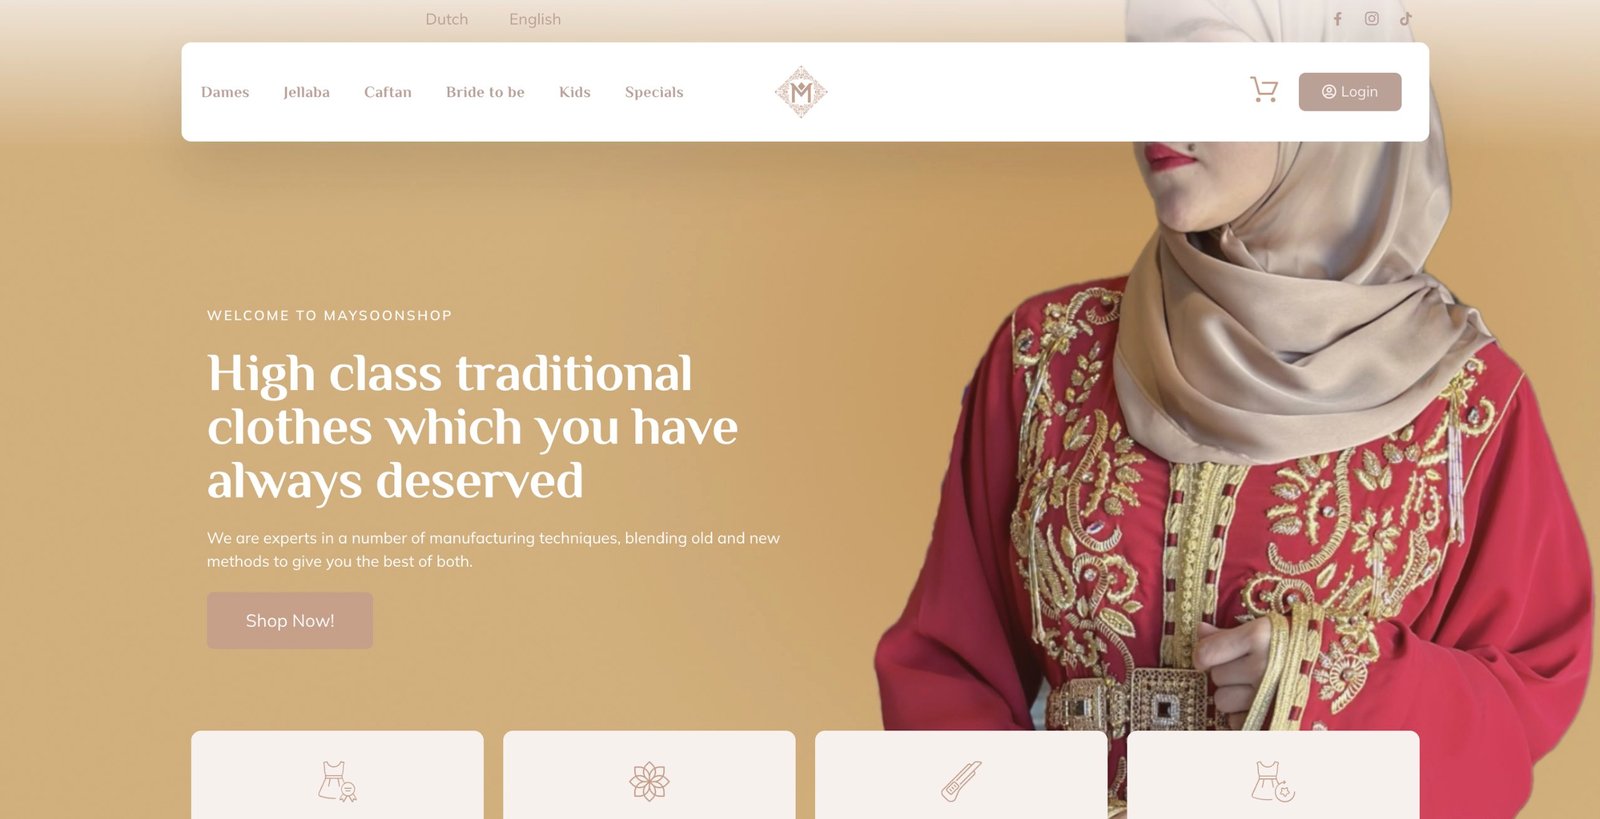 Dutch English
Dames Jellaba Caftan Bride to be Kids Specials
M
Login
WELCOME TO MAYSOONSHOP
High class traditional
clothes which you have
always deserved
We are experts in a number of manufacturing techniques, blending old and new
methods to give you the best of both.
Shop Now!